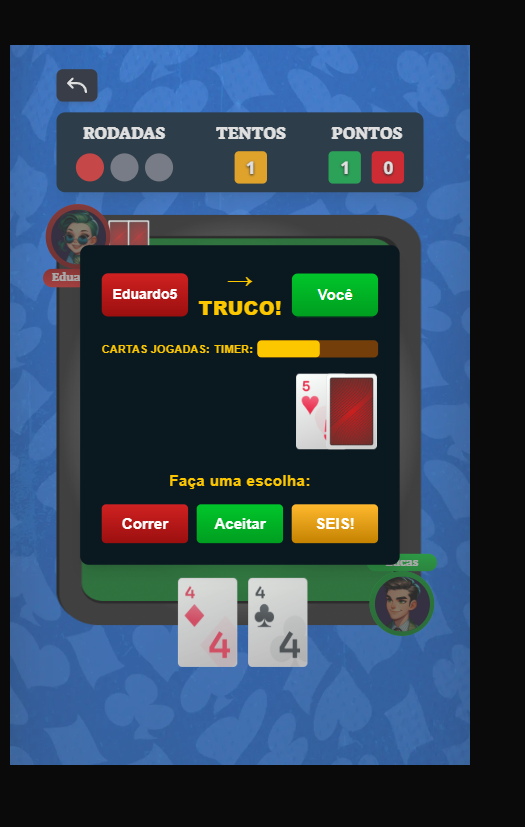 RODADAS TENTOS PONTOS
1 1 0
Eduardo5 → TRUCO! Você
CARTAS JOGADAS: TIMER:
5
Faça uma escolha:
Correr Aceitar SEIS!
4 4
4 4